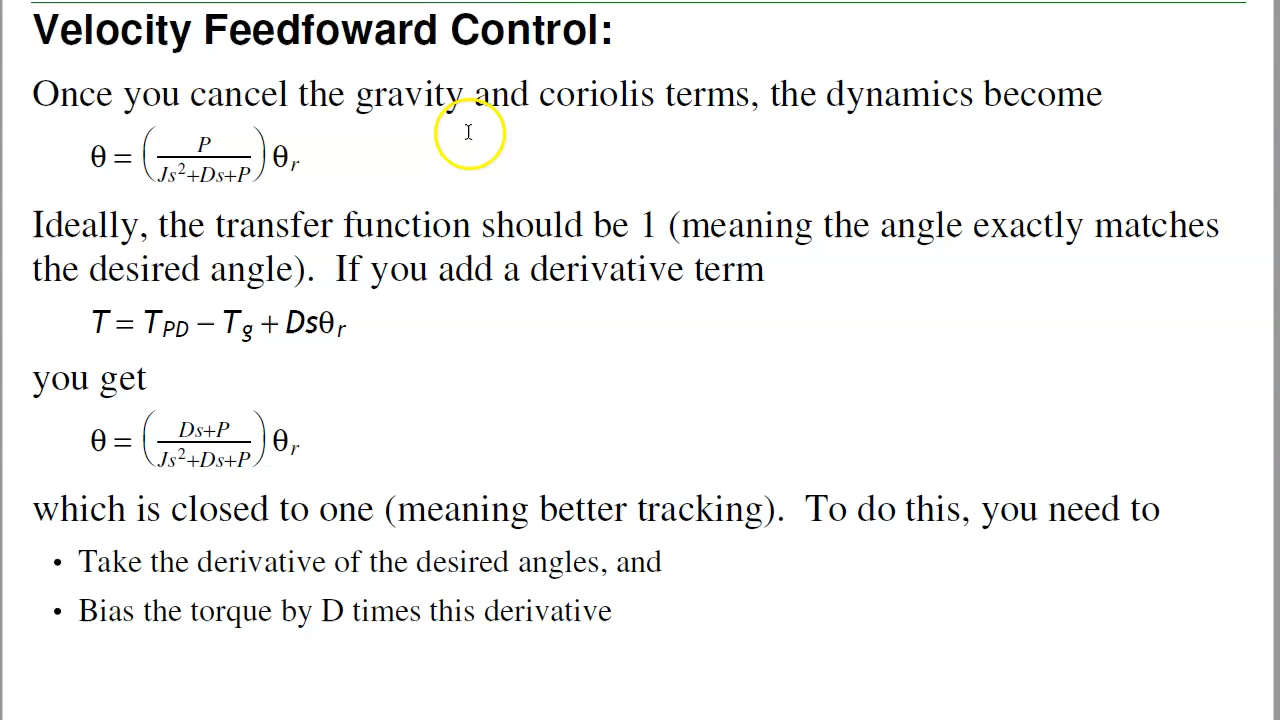 Velocity Feedfoward Control:
Once you cancel the gravity and coriolis terms, the dynamics become
θ = (P / Js²+Ds+P) θr
Ideally, the transfer function should be 1 (meaning the angle exactly matches
the desired angle). If you add a derivative term
T = TPD − Tg + Dsθr
you get
θ = (Ds+P / Js²+Ds+P) θr
which is closed to one (meaning better tracking). To do this, you need to
• Take the derivative of the desired angles, and
• Bias the torque by D times this derivative